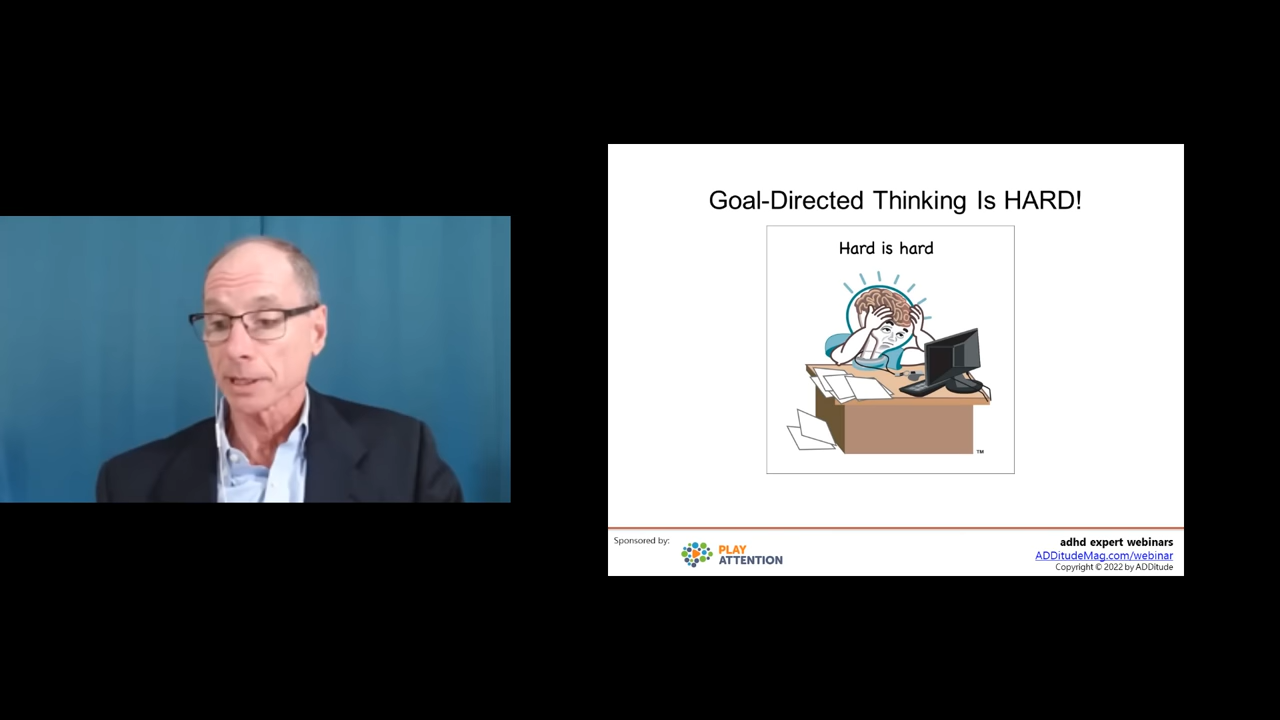 Goal-Directed Thinking Is HARD!
Hard is hard
TM
Sponsored by:
PLAY
ATTENTION
adhd expert webinars
ADDitudeMag.com/webinar
Copyright © 2022 by ADDitude